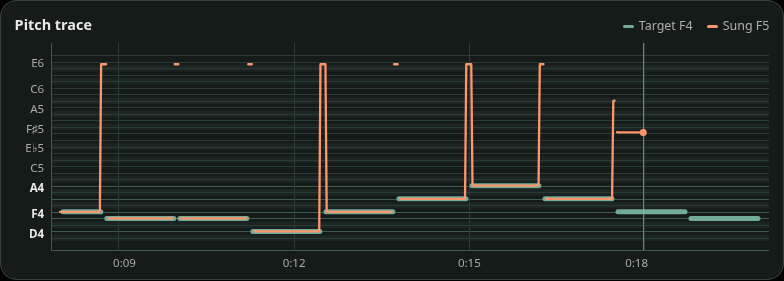 Pitch trace
Target F4
Sung F5
E6
C6
A5
F♯5
E♭5
C5
A4
F4
D4
0:09
0:12
0:15
0:18